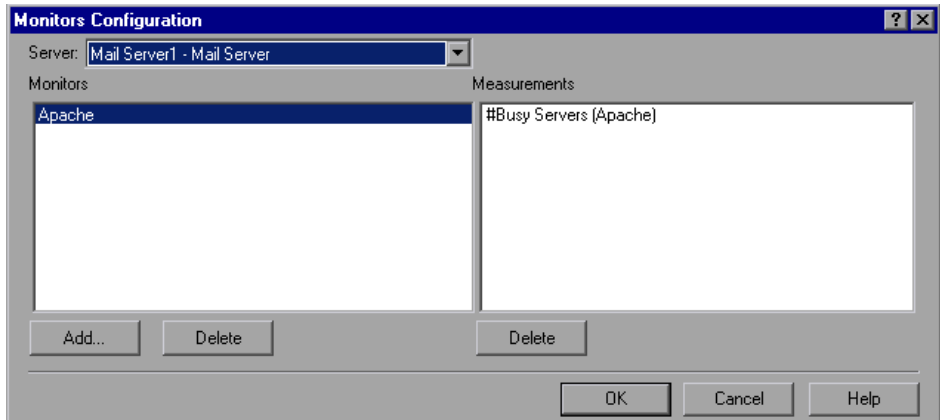 Monitors Configuration
Server: Mail Server1 - Mail Server
Monitors Measurements
Apache #Busy Servers (Apache)
Add... Delete Delete
OK Cancel Help